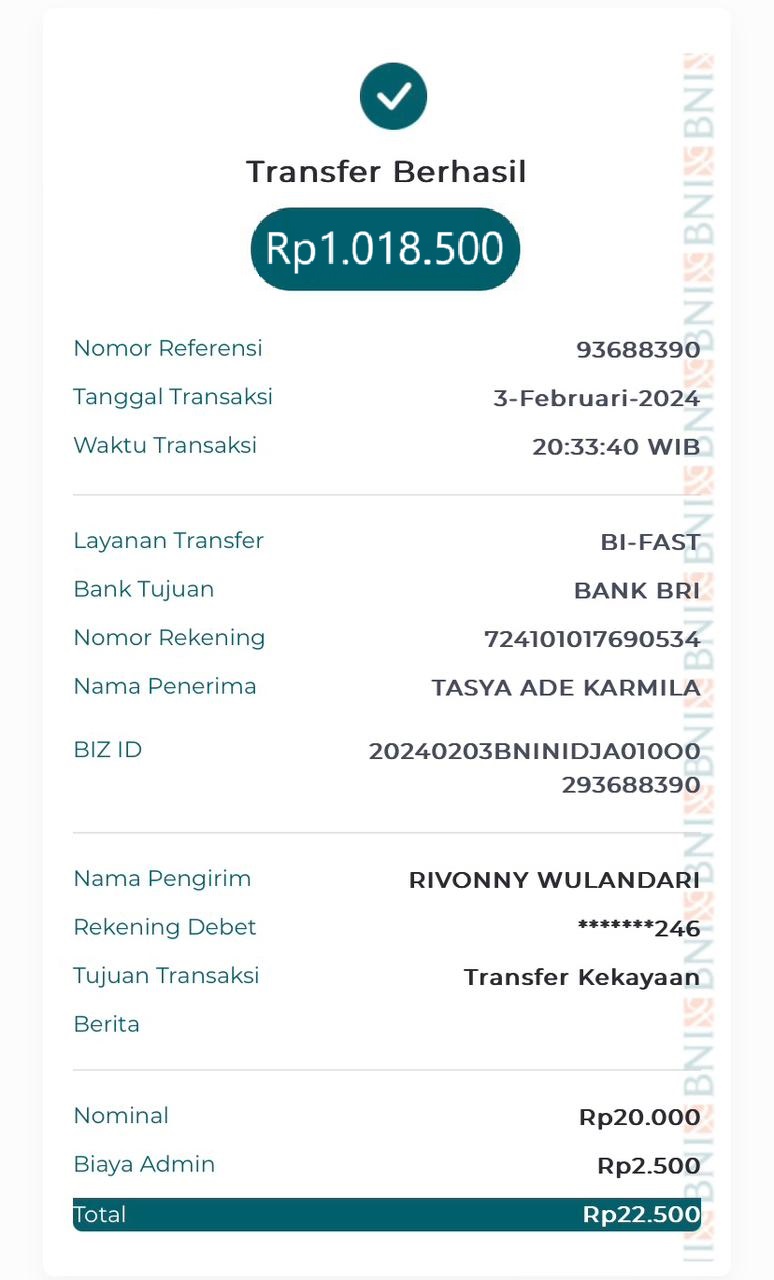 Transfer Berhasil
Rp1.018.500
Nomor Referensi 93688390
Tanggal Transaksi 3-Februari-2024
Waktu Transaksi 20:33:40 WIB
Layanan Transfer BI-FAST
Bank Tujuan BANK BRI
Nomor Rekening 724101017690534
Nama Penerima TASYA ADE KARMILA
BIZ ID 20240203BNINIDJA010O0
293688390
Nama Pengirim RIVONNY WULANDARI
Rekening Debet *******246
Tujuan Transaksi Transfer Kekayaan
Berita
Nominal Rp20.000
Biaya Admin Rp2.500
Total Rp22.500
BNI BNI BNI BNI BNI BNI BNI BNI BNI BNI BNI